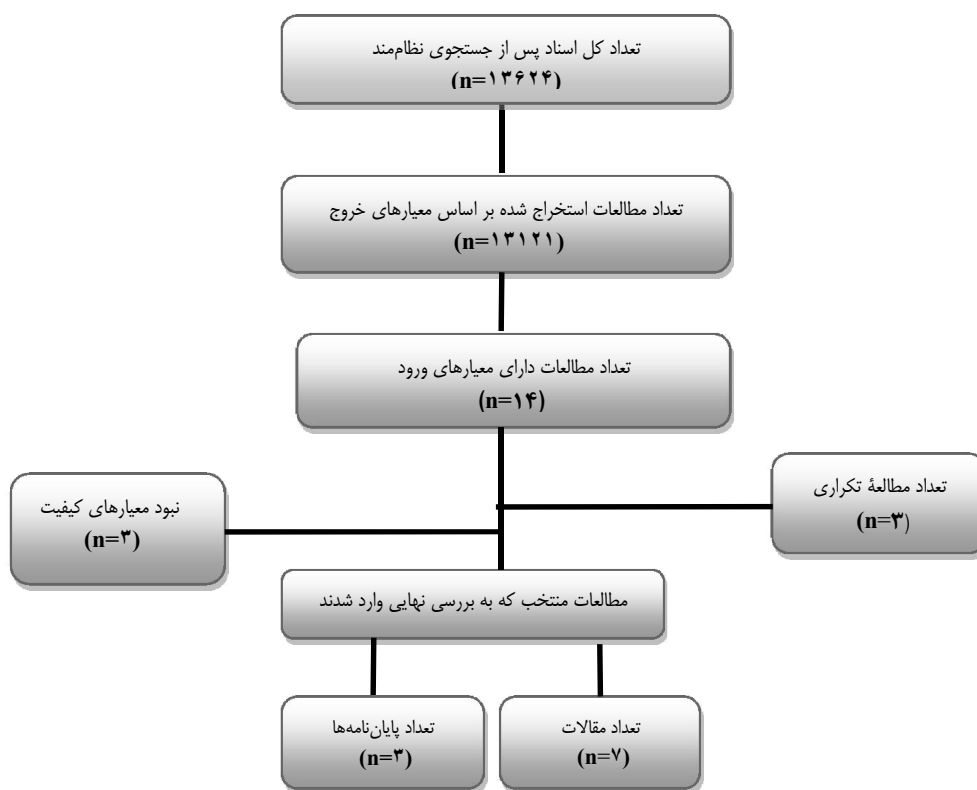 تعداد کل اسناد پس از جستجوی نظام‌مند
(n=۱۳۶۲۴)
تعداد مطالعات استخراج شده بر اساس معیارهای خروج
(n=۱۳۱۲۱)
تعداد مطالعات دارای معیارهای ورود
(n=۱۴)
تعداد مطالعهٔ تکراری
(n=۳)
نبود معیارهای کیفیت
(n=۳)
مطالعات منتخب که به بررسی نهایی وارد شدند
تعداد مقالات
(n=۷)
تعداد پایان‌نامه‌ها
(n=۳)